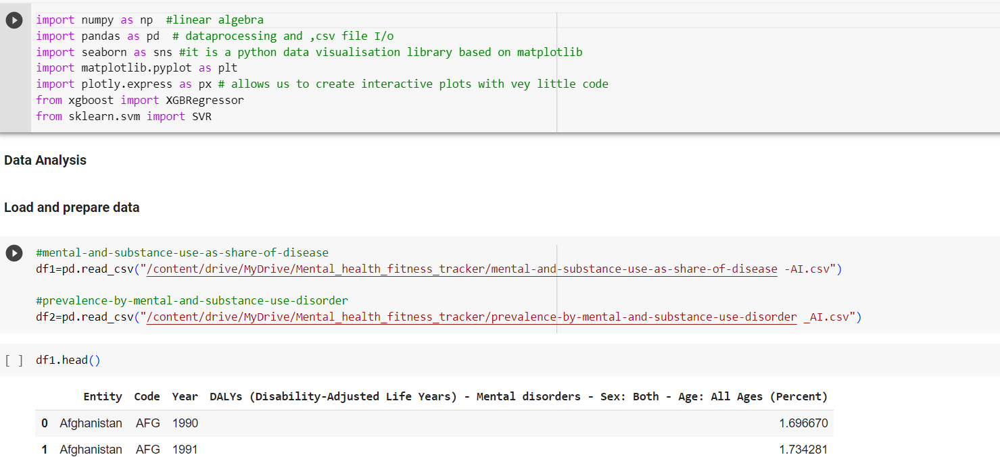 import numpy as np  #linear algebra
import pandas as pd  # dataprocessing and ,csv file I/o
import seaborn as sns #it is a python data visualisation library based on matplotlib
import matplotlib.pyplot as plt
import plotly.express as px # allows us to create interactive plots with vey little code
from xgboost import XGBRegressor
from sklearn.svm import SVR
Data Analysis
Load and prepare data
#mental-and-substance-use-as-share-of-disease
df1=pd.read_csv("/content/drive/MyDrive/Mental_health_fitness_tracker/mental-and-substance-use-as-share-of-disease -AI.csv")
#prevalence-by-mental-and-substance-use-disorder
df2=pd.read_csv("/content/drive/MyDrive/Mental_health_fitness_tracker/prevalence-by-mental-and-substance-use-disorder _AI.csv")
[ ] df1.head()
Entity Code Year DALYs (Disability-Adjusted Life Years) - Mental disorders - Sex: Both - Age: All Ages (Percent)
0 Afghanistan AFG 1990 1.696670
1 Afghanistan AFG 1991 1.734281